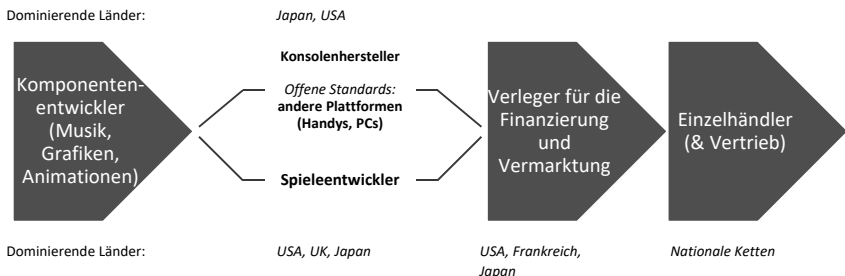 Dominierende Länder:
Japan, USA
Komponenten-
entwickler
(Musik,
Grafiken,
Animationen)
Konsolenhersteller
Offene Standards:
andere Plattformen
(Handys, PCs)
Spieleentwickler
Verleger für die
Finanzierung
und
Vermarktung
Einzelhändler
(& Vertrieb)
Dominierende Länder:
USA, UK, Japan
USA, Frankreich,
Japan
Nationale Ketten